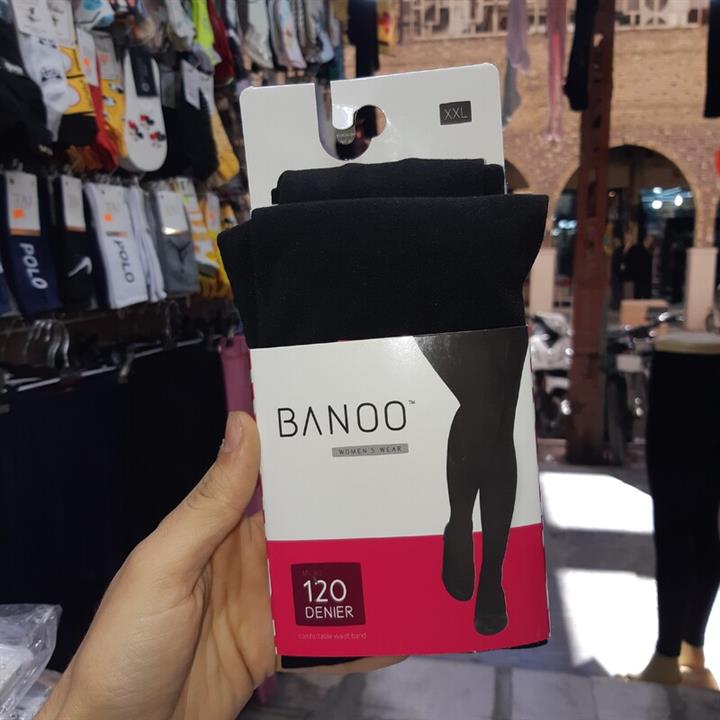 XXL
BANOO™
WOMEN'S WEAR
120
DENIER
comfortable waist band
POLO
POLO